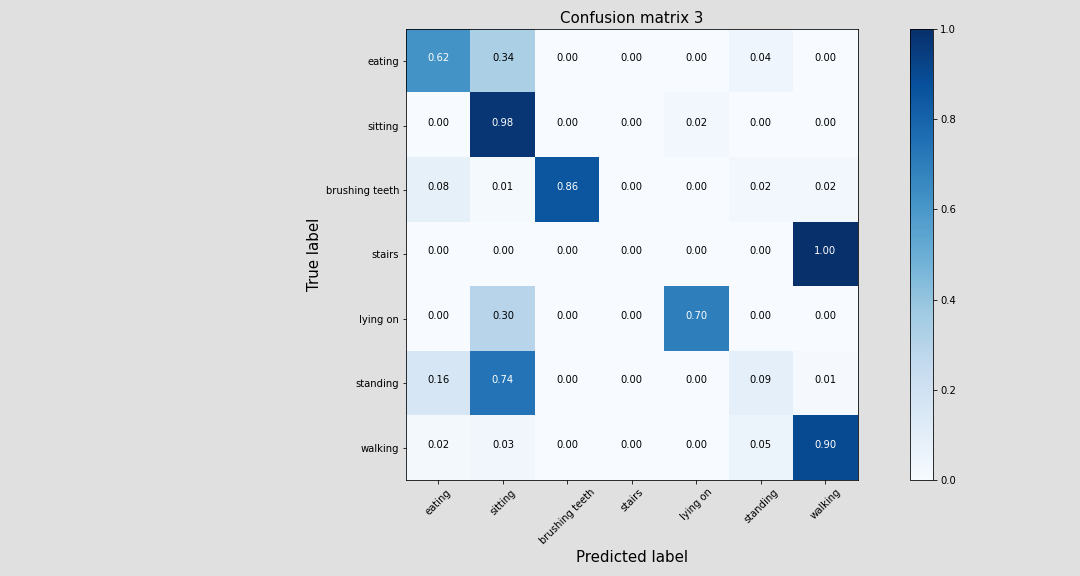 Confusion matrix 3
eating 0.62 0.34 0.00 0.00 0.00 0.04 0.00
sitting 0.00 0.98 0.00 0.00 0.02 0.00 0.00
brushing teeth 0.08 0.01 0.86 0.00 0.00 0.02 0.02
stairs 0.00 0.00 0.00 0.00 0.00 0.00 1.00
lying on 0.00 0.30 0.00 0.00 0.70 0.00 0.00
standing 0.16 0.74 0.00 0.00 0.00 0.09 0.01
walking 0.02 0.03 0.00 0.00 0.00 0.05 0.90
True label
eating sitting brushing teeth stairs lying on standing walking
Predicted label
1.0
0.8
0.6
0.4
0.2
0.0